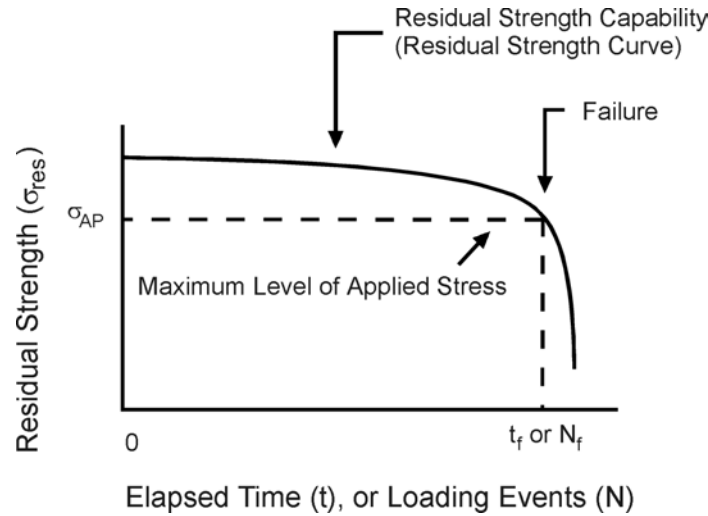 Residual Strength Capability
(Residual Strength Curve)
Failure
Residual Strength (σres)
σAP
Maximum Level of Applied Stress
0
tf or Nf
Elapsed Time (t), or Loading Events (N)